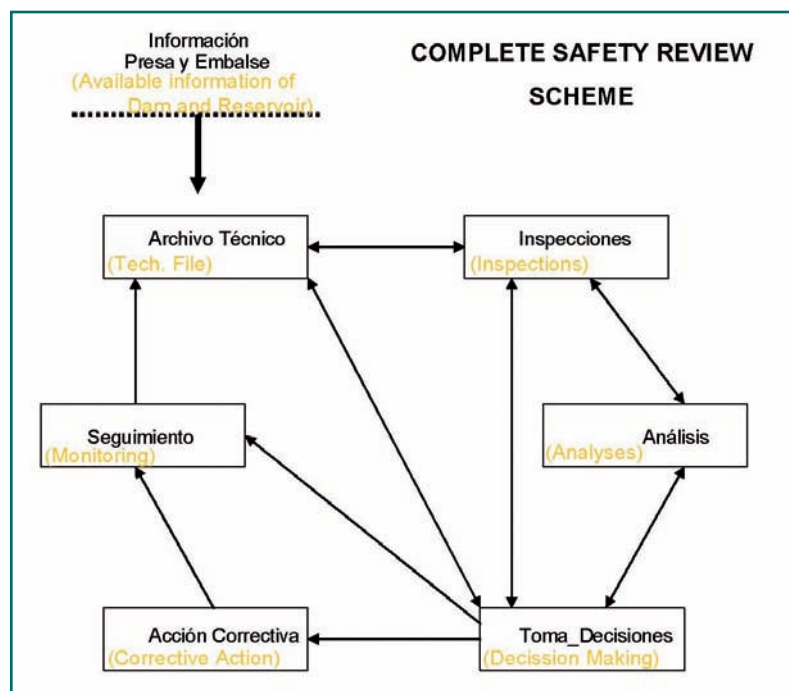 Información
Presa y Embalse
(Available information of
Dam and Reservoir)
COMPLETE SAFETY REVIEW
SCHEME
Archivo Técnico
(Tech. File)
Inspecciones
(Inspections)
Seguimiento
(Monitoring)
Análisis
(Analyses)
Acción Correctiva
(Corrective Action)
Toma_Decisiones
(Decission Making)